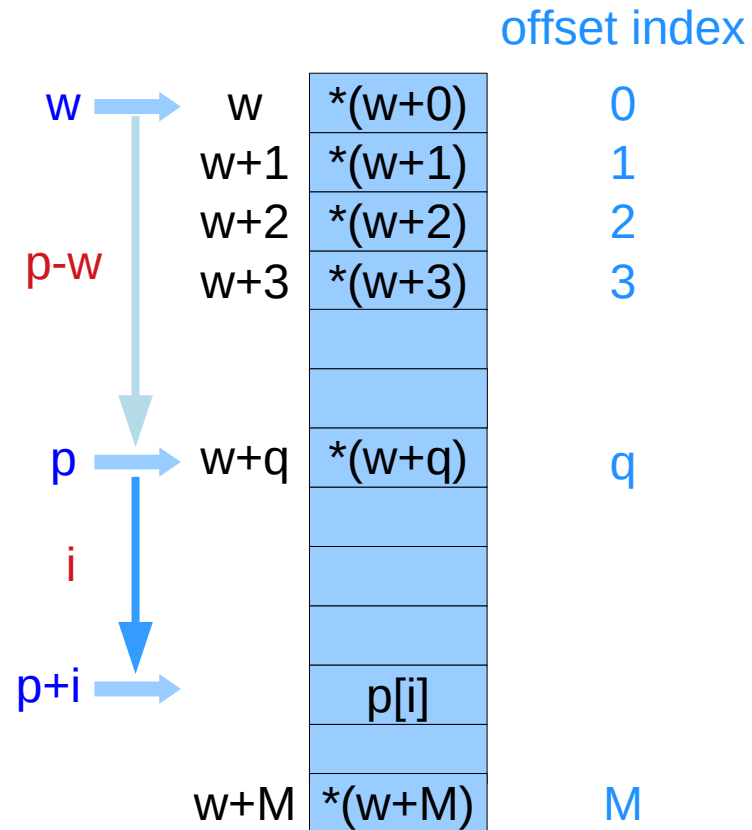 offset index
w w *(w+0) 0
w+1 *(w+1) 1
w+2 *(w+2) 2
p-w
w+3 *(w+3) 3
p w+q *(w+q) q
i
p+i p[i]
w+M *(w+M) M